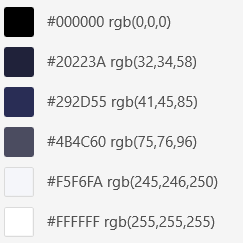 #000000 rgb(0,0,0)
#20223A rgb(32,34,58)
#292D55 rgb(41,45,85)
#4B4C60 rgb(75,76,96)
#F5F6FA rgb(245,246,250)
#FFFFFF rgb(255,255,255)